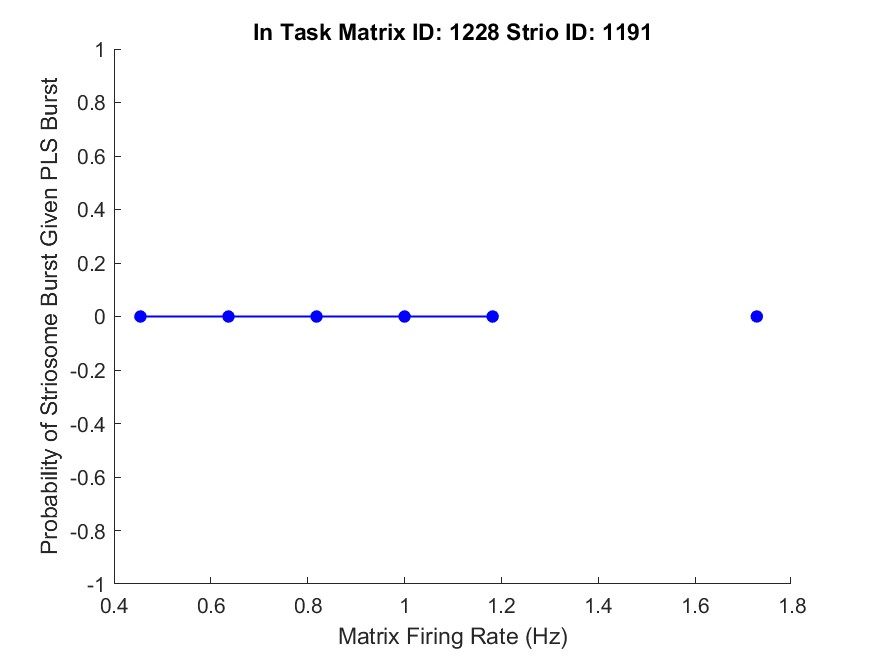 In Task Matrix ID: 1228 Strio ID: 1191
Probability of Striosome Burst Given PLS Burst
1
0.8
0.6
0.4
0.2
0
-0.2
-0.4
-0.6
-0.8
-1
0.4 0.6 0.8 1 1.2 1.4 1.6 1.8
Matrix Firing Rate (Hz)